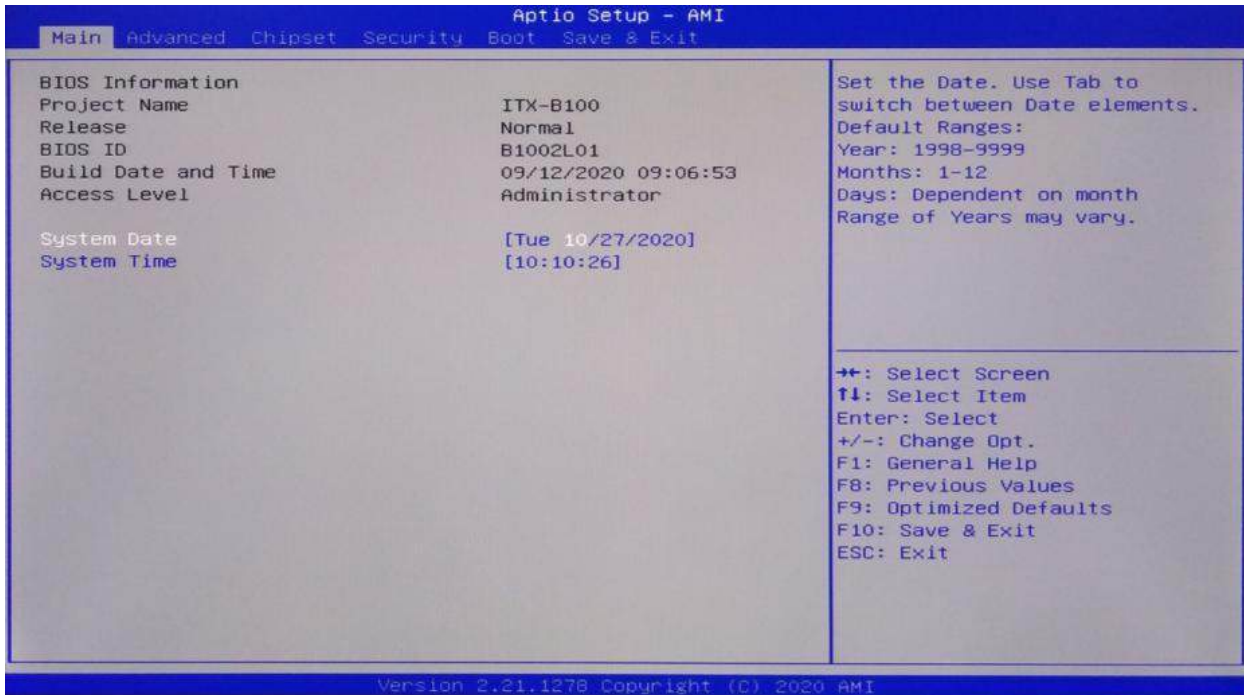 Aptio Setup - AMI
Main Advanced Chipset Security Boot Save & Exit
BIOS Information
Project Name ITX-B100
Release Normal
BIOS ID B1002L01
Build Date and Time 09/12/2020 09:06:53
Access Level Administrator
System Date [Tue 10/27/2020]
System Time [10:10:26]
Set the Date. Use Tab to
switch between Date elements.
Default Ranges:
Year: 1998-9999
Months: 1-12
Days: Dependent on month
Range of Years may vary.
→←: Select Screen
↑↓: Select Item
Enter: Select
+/-: Change Opt.
F1: General Help
F8: Previous Values
F9: Optimized Defaults
F10: Save & Exit
ESC: Exit
Version 2.21.1278 Copyright (C) 2020 AMI